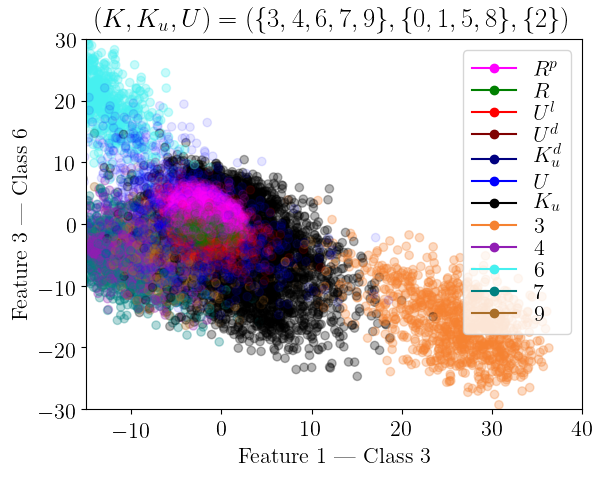 (K, K_u, U) = ({3, 4, 6, 7, 9}, {0, 1, 5, 8}, {2})
30
20
10
0
−10
−20
−30
Feature 3 — Class 6
R^p
R
U^l
U^d
K_u^d
U
K_u
3
4
6
7
9
−10
0
10
20
30
40
Feature 1 — Class 3